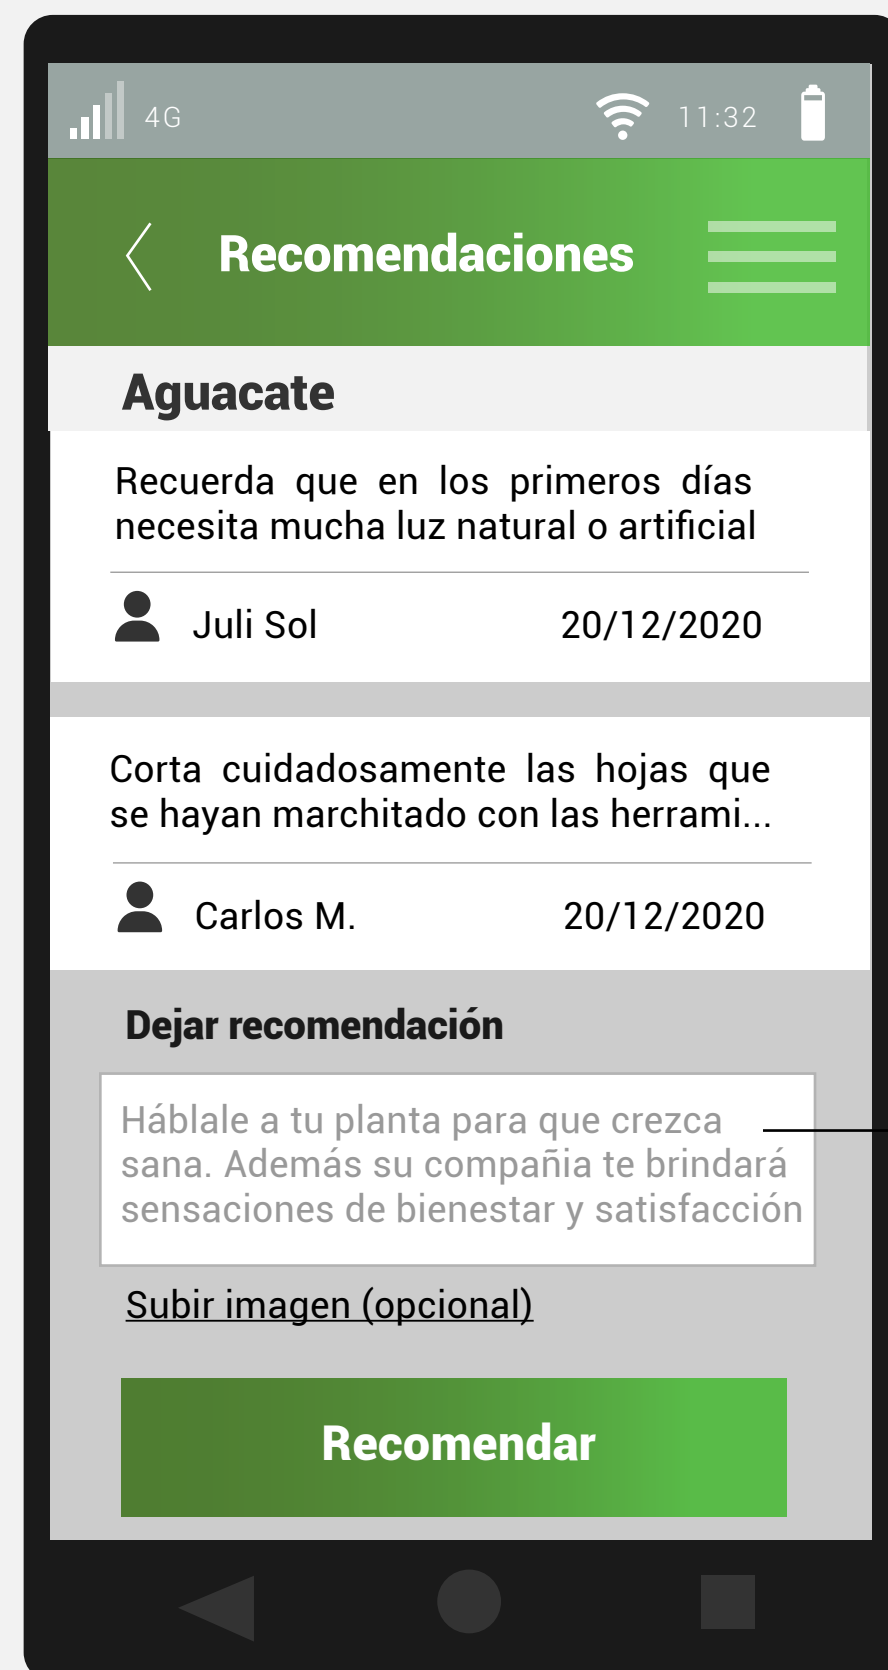 4G
11:32
Recomendaciones
Aguacate
Recuerda que en los primeros días
necesita mucha luz natural o artificial
Juli Sol 20/12/2020
Corta cuidadosamente las hojas que
se hayan marchitado con las herrami...
Carlos M. 20/12/2020
Dejar recomendación
Háblale a tu planta para que crezca
sana. Además su compañia te brindará
sensaciones de bienestar y satisfacción
Subir imagen (opcional)
Recomendar